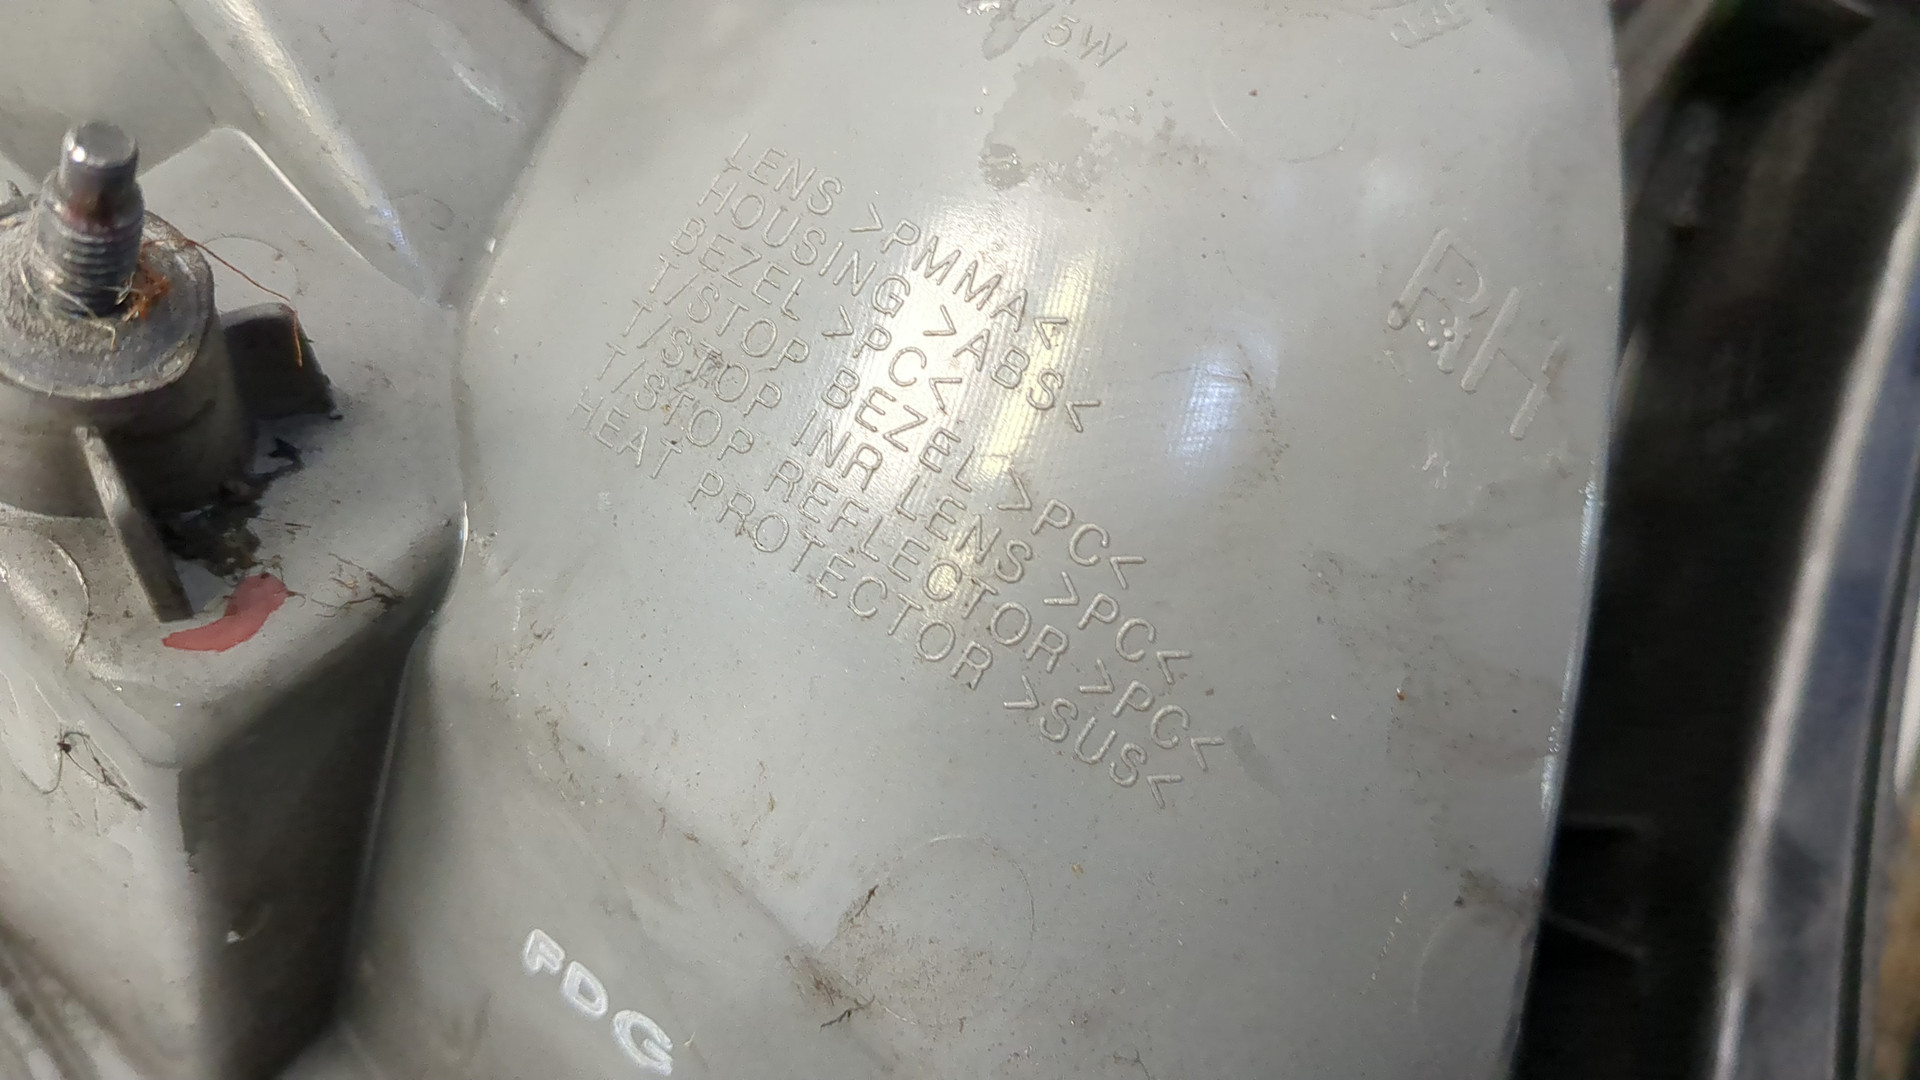 /5W
LENS >PMMA<
HOUSING >ABS<
BEZEL >PC<
T/STOP BEZEL >PC<
T/STOP INR LENS >PC<
T/STOP REFLECTOR >PC<
HEAT PROTECTOR >SUS<
RH
FDG